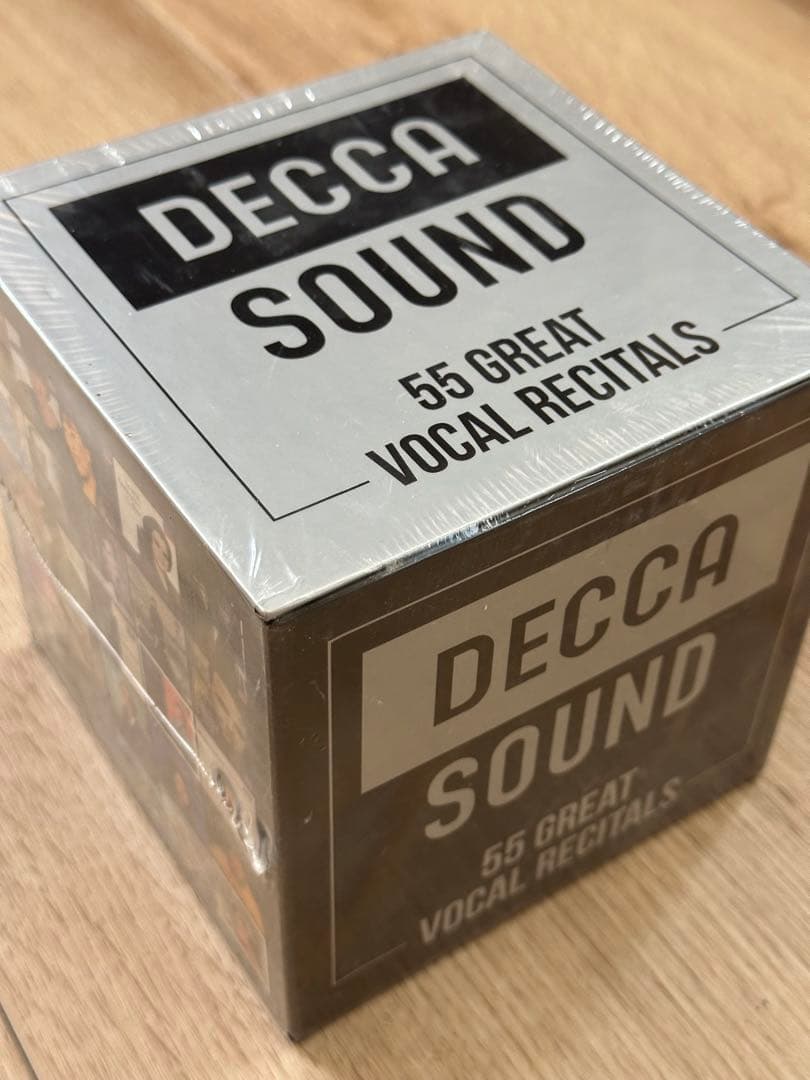 DECCA
SOUND
55 GREAT
VOCAL RECITALS
DECCA
SOUND
55 GREAT
VOCAL RECITALS